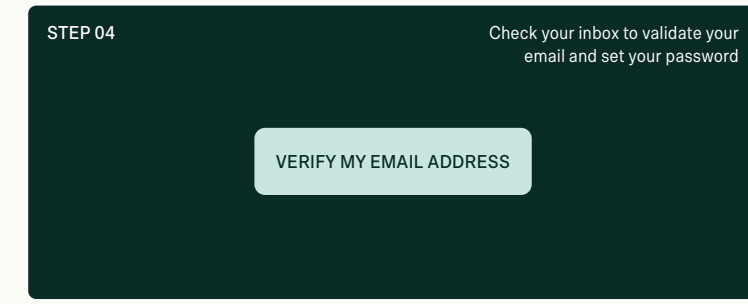 STEP 04
Check your inbox to validate your
email and set your password
VERIFY MY EMAIL ADDRESS